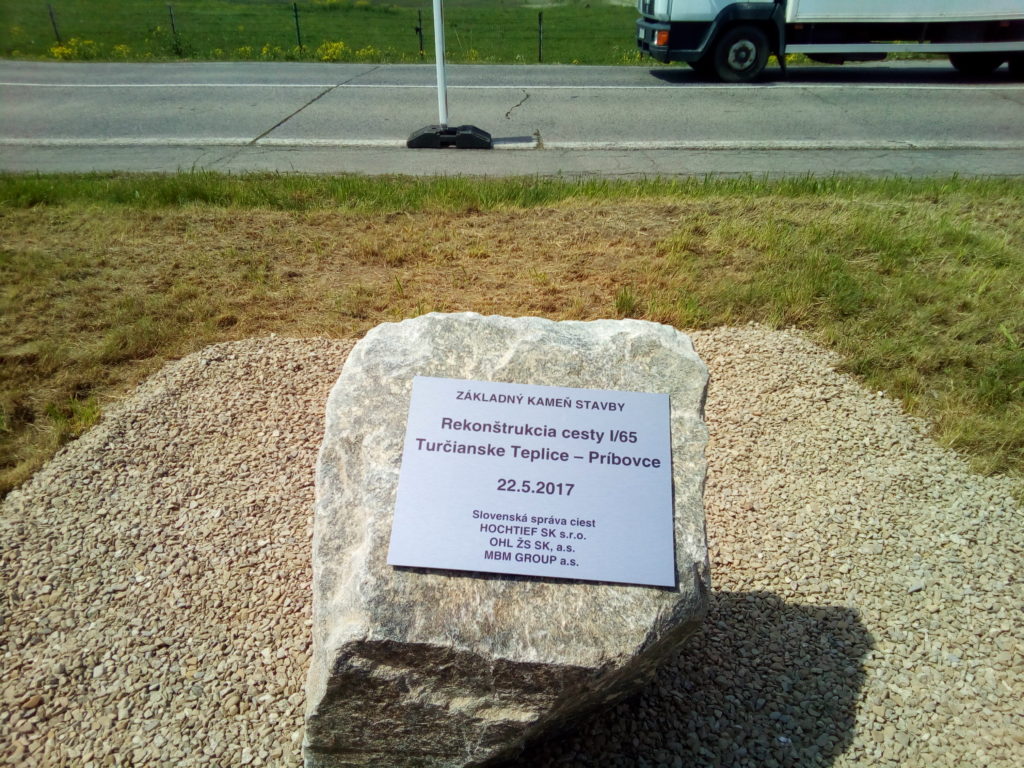 ZÁKLADNÝ KAMEŇ STAVBY
Rekonštrukcia cesty I/65
Turčianske Teplice – Príbovce
22.5.2017
Slovenská správa ciest
HOCHTIEF SK s.r.o.
OHL ŽS SK, a.s.
MBM GROUP a.s.